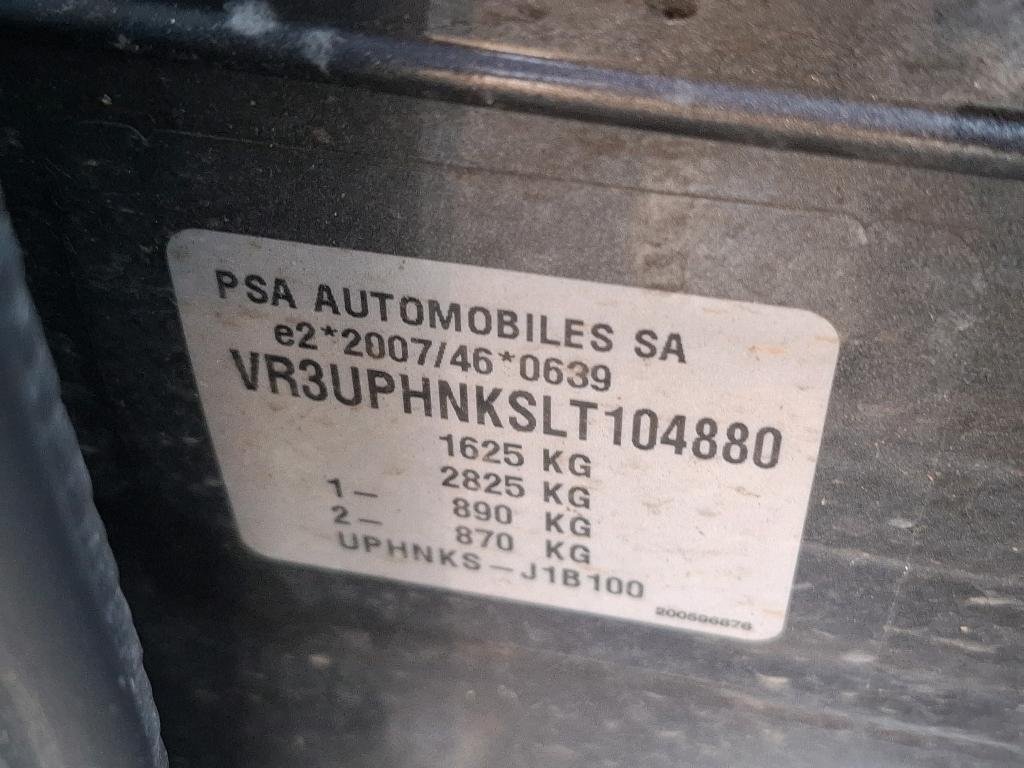 PSA AUTOMOBILES SA
e2*2007/46*0639
VR3UPHNKSLT104880
1625 KG
2825 KG
1– 890 KG
2– 870 KG
UPHNKS–J1B100
200596876